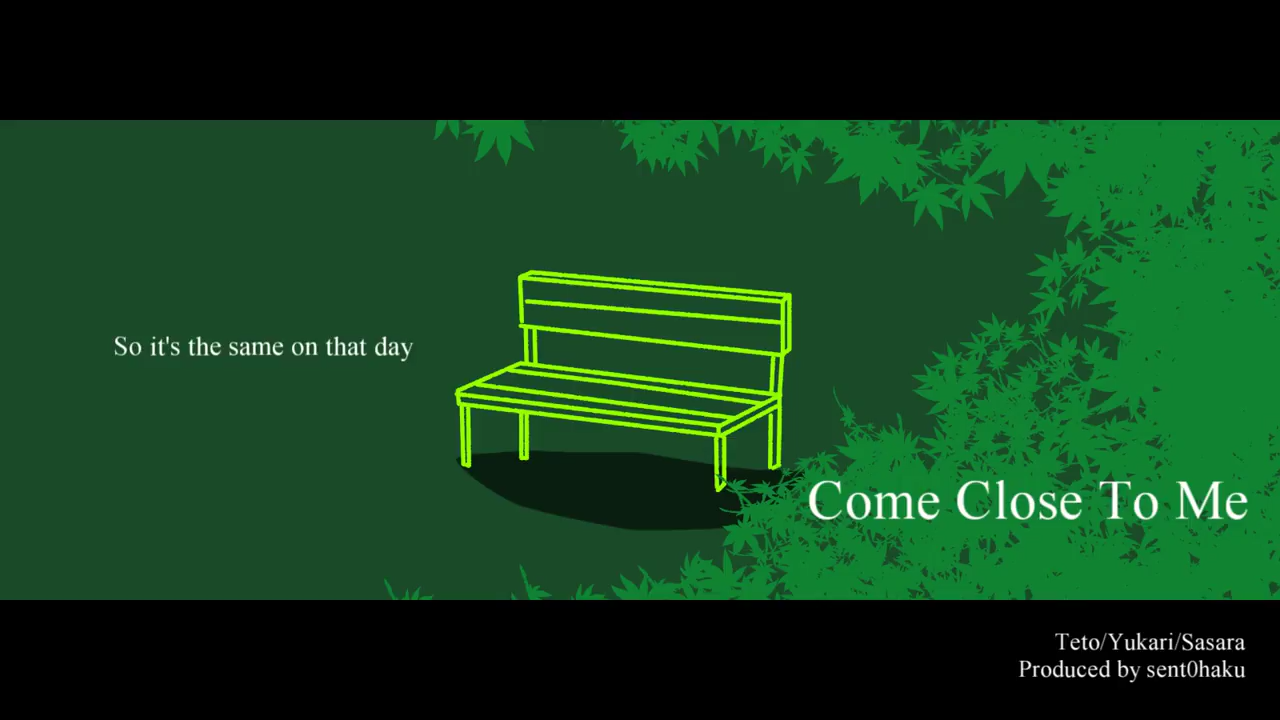 So it's the same on that day
Come Close To Me
Teto/Yukari/Sasara
Produced by sent0haku